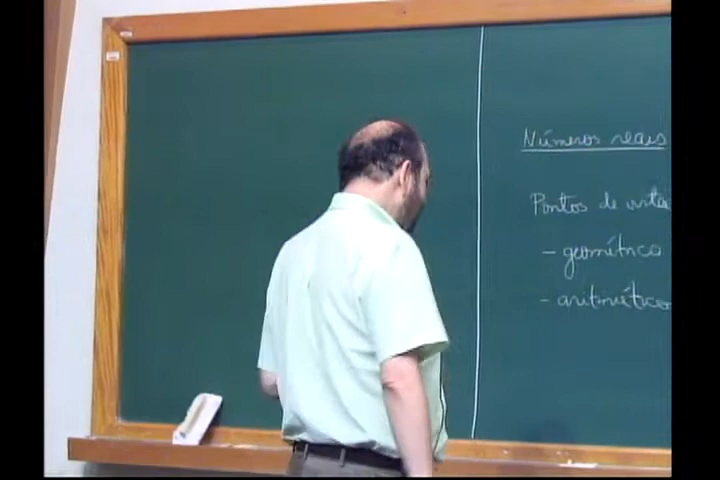 Números reais
Pontos de vista
- geométrico
- aritmético